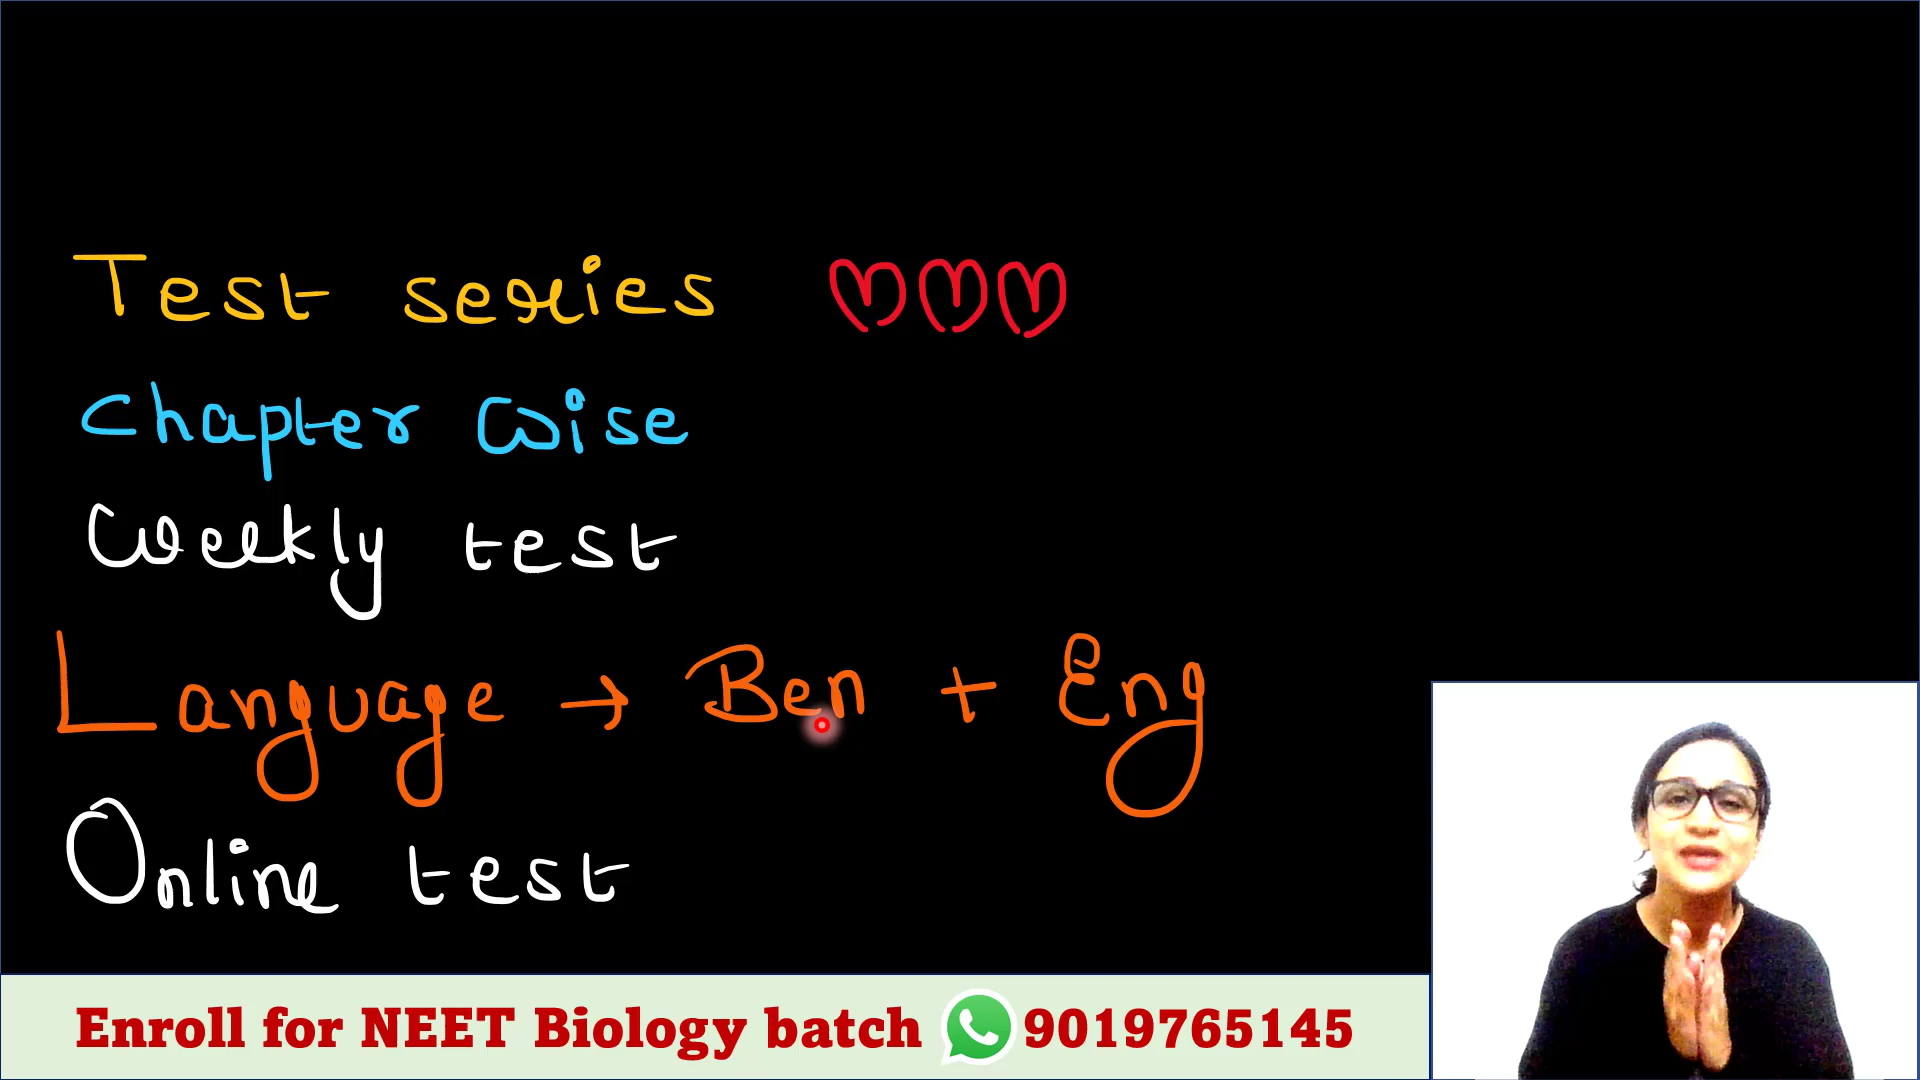 Test series
Chapter wise
Weekly test
Language → Ben + Eng
Online test
Enroll for NEET Biology batch 9019765145